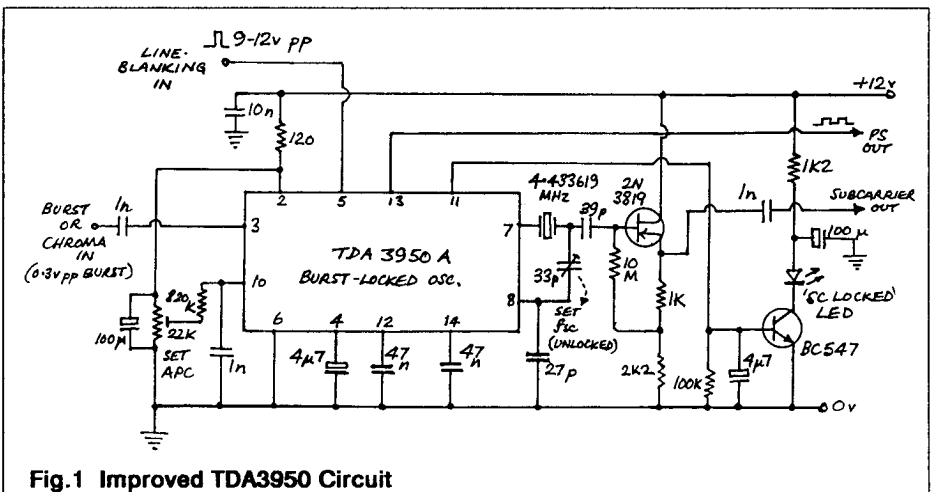 9-12v pp
LINE-
BLANKING
IN
+12v
10n
120
PS
OUT
1K2
4.433619
MHz
2N
3819
39p
1n
SUBCARRIER
OUT
100µ
BURST
OR
CHROMA
IN
(0.3v pp BURST)
1n
2
5
13
11
3
7
TDA 3950 A
BURST-LOCKED OSC.
10
8
6
4
12
14
820
K
22K
SET
APC
100µ
1n
4µ7
47
n
47
n
33p
SET
fsc
(UNLOCKED)
27p
10
M
1K
2K2
100K
4µ7
'SC LOCKED'
LED
BC547
0v
Fig.1 Improved TDA3950 Circuit